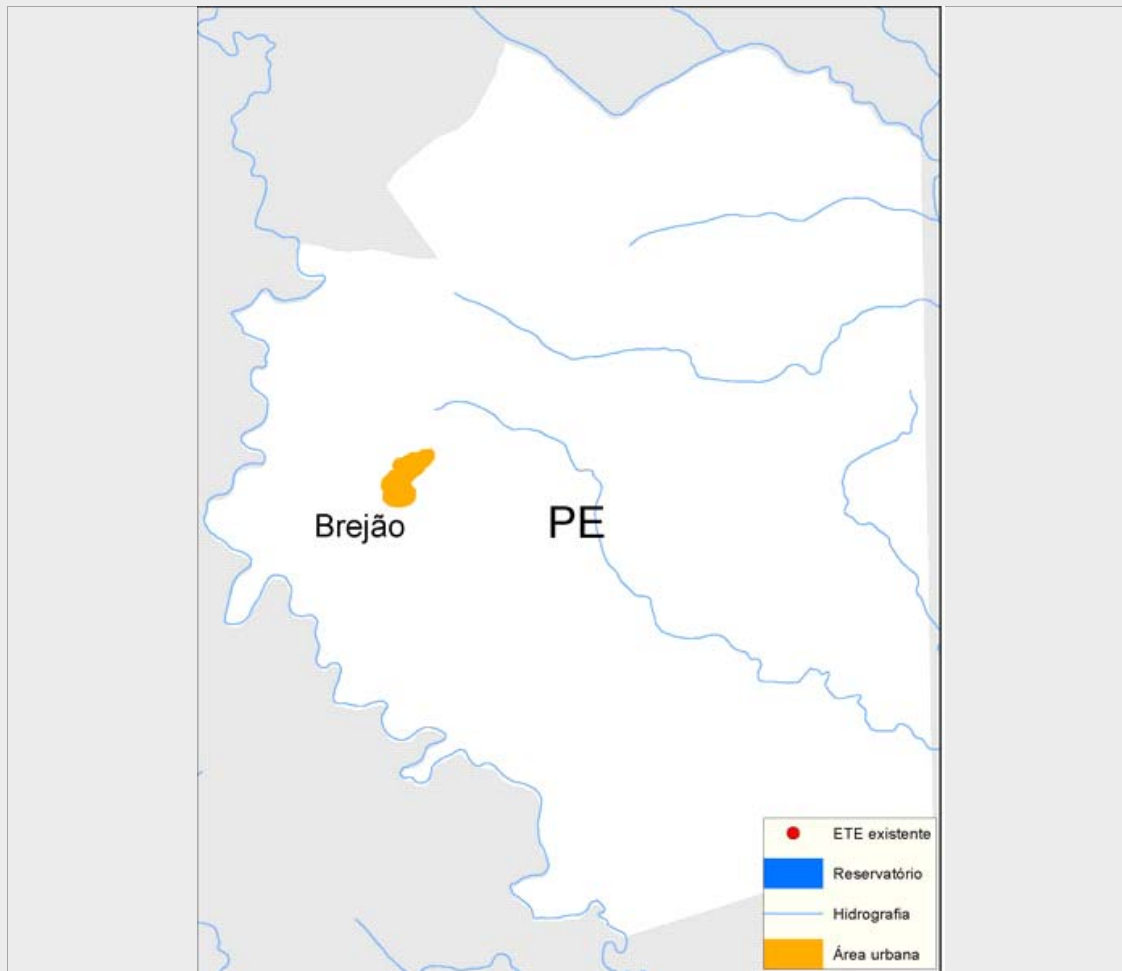 PE
Brejão
ETE existente
Reservatório
Hidrografia
Área urbana